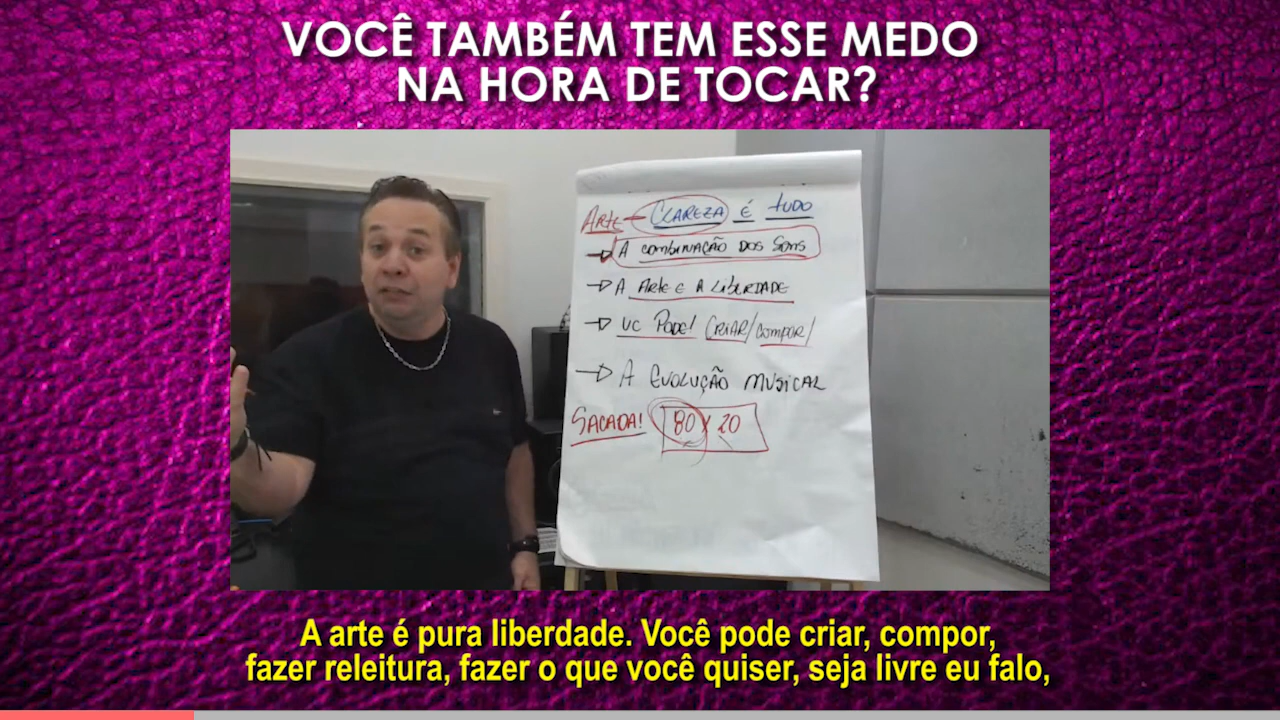 VOCÊ TAMBÉM TEM ESSE MEDO
NA HORA DE TOCAR?
ARTE - CLAREZA É TUDO
→ A COMBINAÇÃO DOS SONS
→ A ARTE E A LIBERDADE
→ UC PODE! CRIAR/COMPOR/
→ A EVOLUÇÃO MUSICAL
SACADA! 80 x 20
A arte é pura liberdade. Você pode criar, compor,
fazer releitura, fazer o que você quiser, seja livre eu falo,